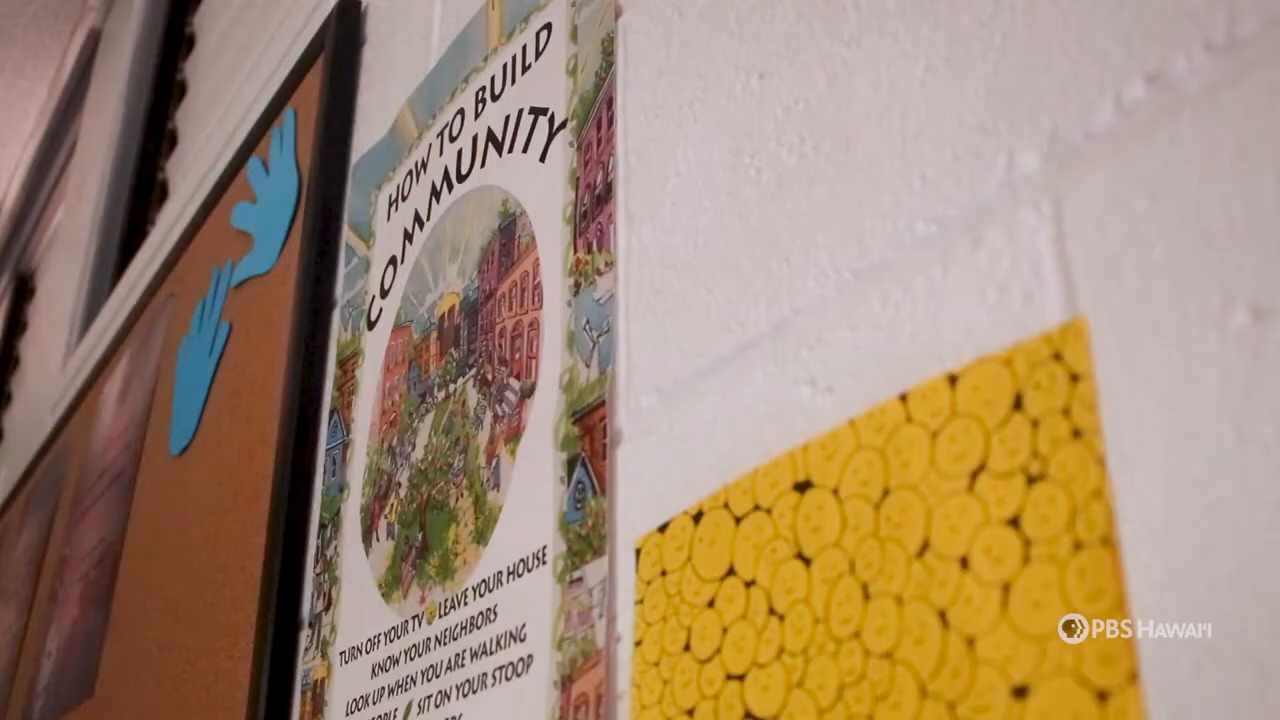 HOW TO BUILD
COMMUNITY
TURN OFF YOUR TV LEAVE YOUR HOUSE
KNOW YOUR NEIGHBORS
LOOK UP WHEN YOU ARE WALKING
SIT ON YOUR STOOP
PBS HAWAI'I